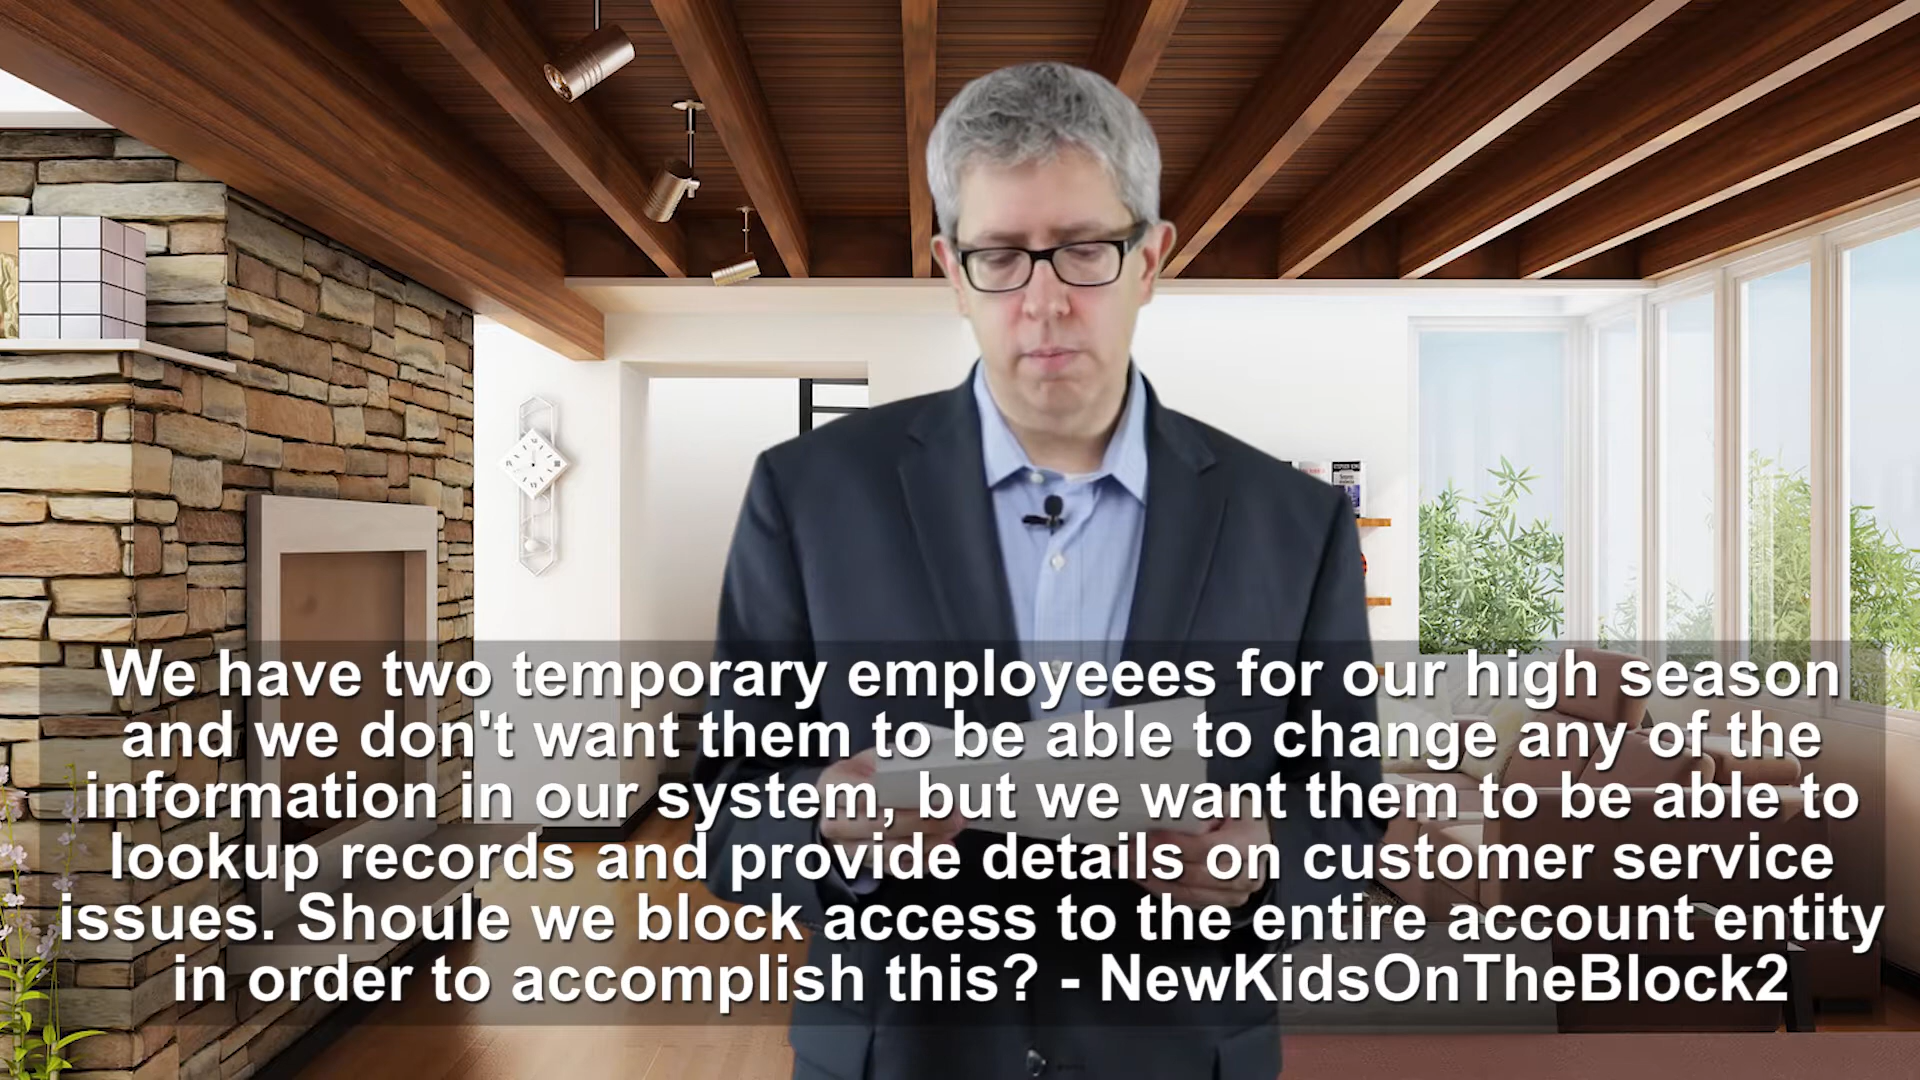 We have two temporary employeees for our high season
and we don't want them to be able to change any of the
information in our system, but we want them to be able to
lookup records and provide details on customer service
issues. Shoule we block access to the entire account entity
in order to accomplish this? - NewKidsOnTheBlock2